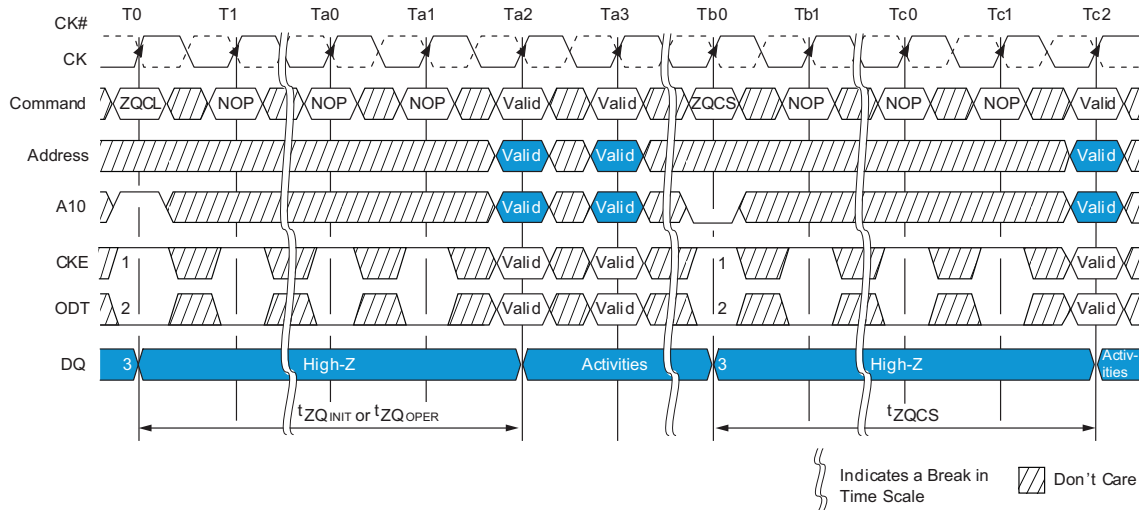 CK# T0 T1 Ta0 Ta1 Ta2 Ta3 Tb0 Tb1 Tc0 Tc1 Tc2
CK
Command ZQCL NOP NOP NOP Valid Valid ZQCS NOP NOP NOP Valid
Address Valid Valid Valid
A10 Valid Valid Valid
CKE 1 Valid Valid 1 Valid
ODT 2 Valid Valid 2 Valid
DQ 3 High-Z Activities 3 High-Z Activ-
ities
tZQINIT or tZQOPER tZQCS
Indicates a Break in
Time Scale
Don't Care